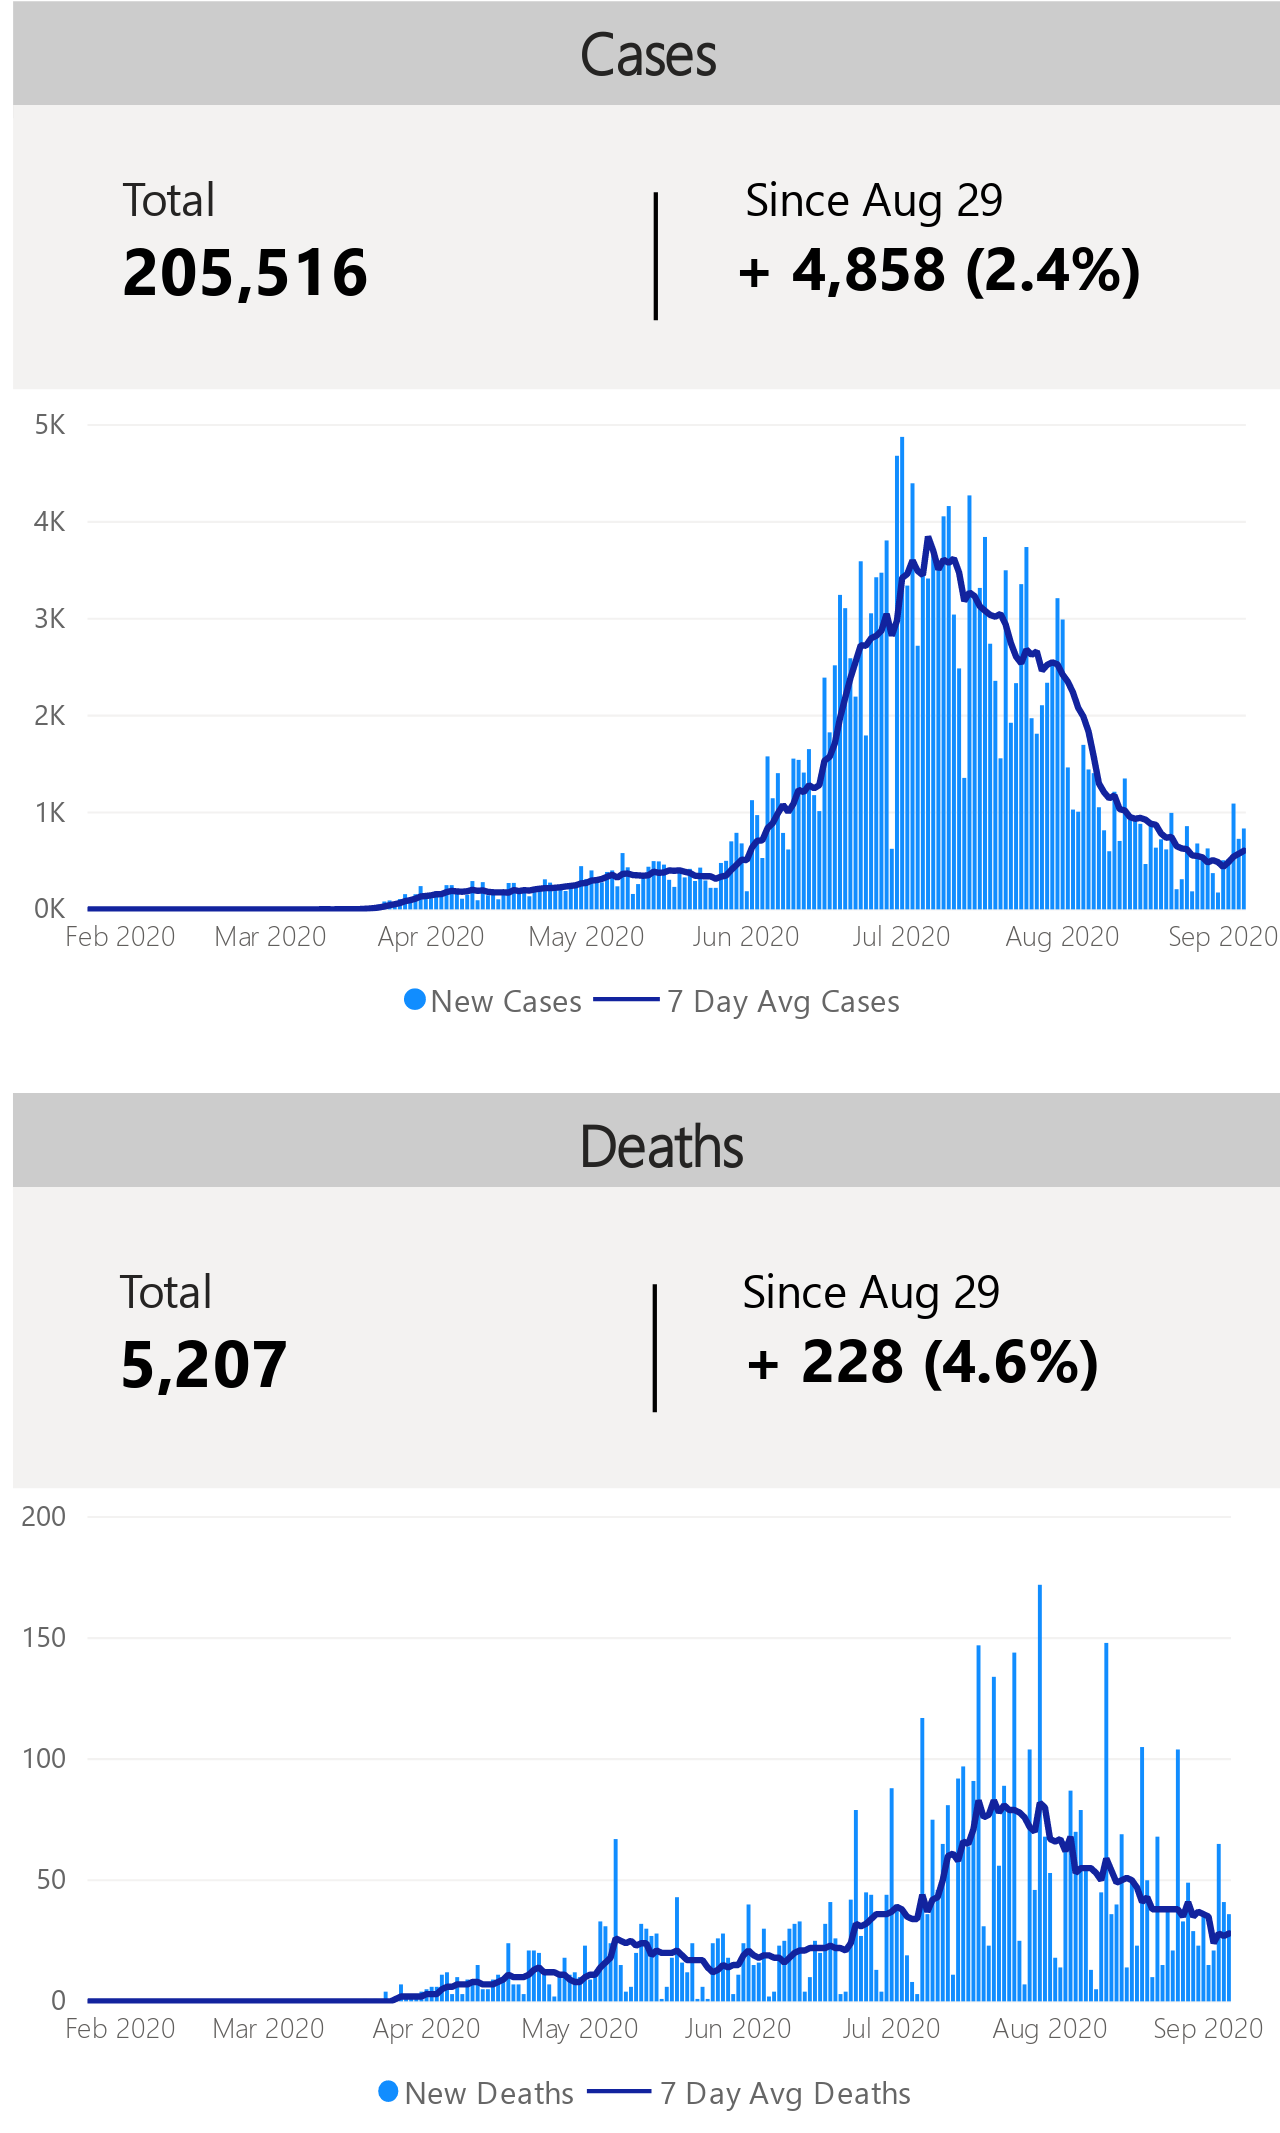 Cases
Total
Since Aug 29
205,516
+ 4,858 (2.4%)
5K
4K
3K
2K
1K
0K
Feb 2020 Mar 2020 Apr 2020 May 2020 Jun 2020 Jul 2020 Aug 2020 Sep 2020
New Cases 7 Day Avg Cases
Deaths
Total
Since Aug 29
5,207
+ 228 (4.6%)
200
150
100
50
0
Feb 2020 Mar 2020 Apr 2020 May 2020 Jun 2020 Jul 2020 Aug 2020 Sep 2020
New Deaths 7 Day Avg Deaths